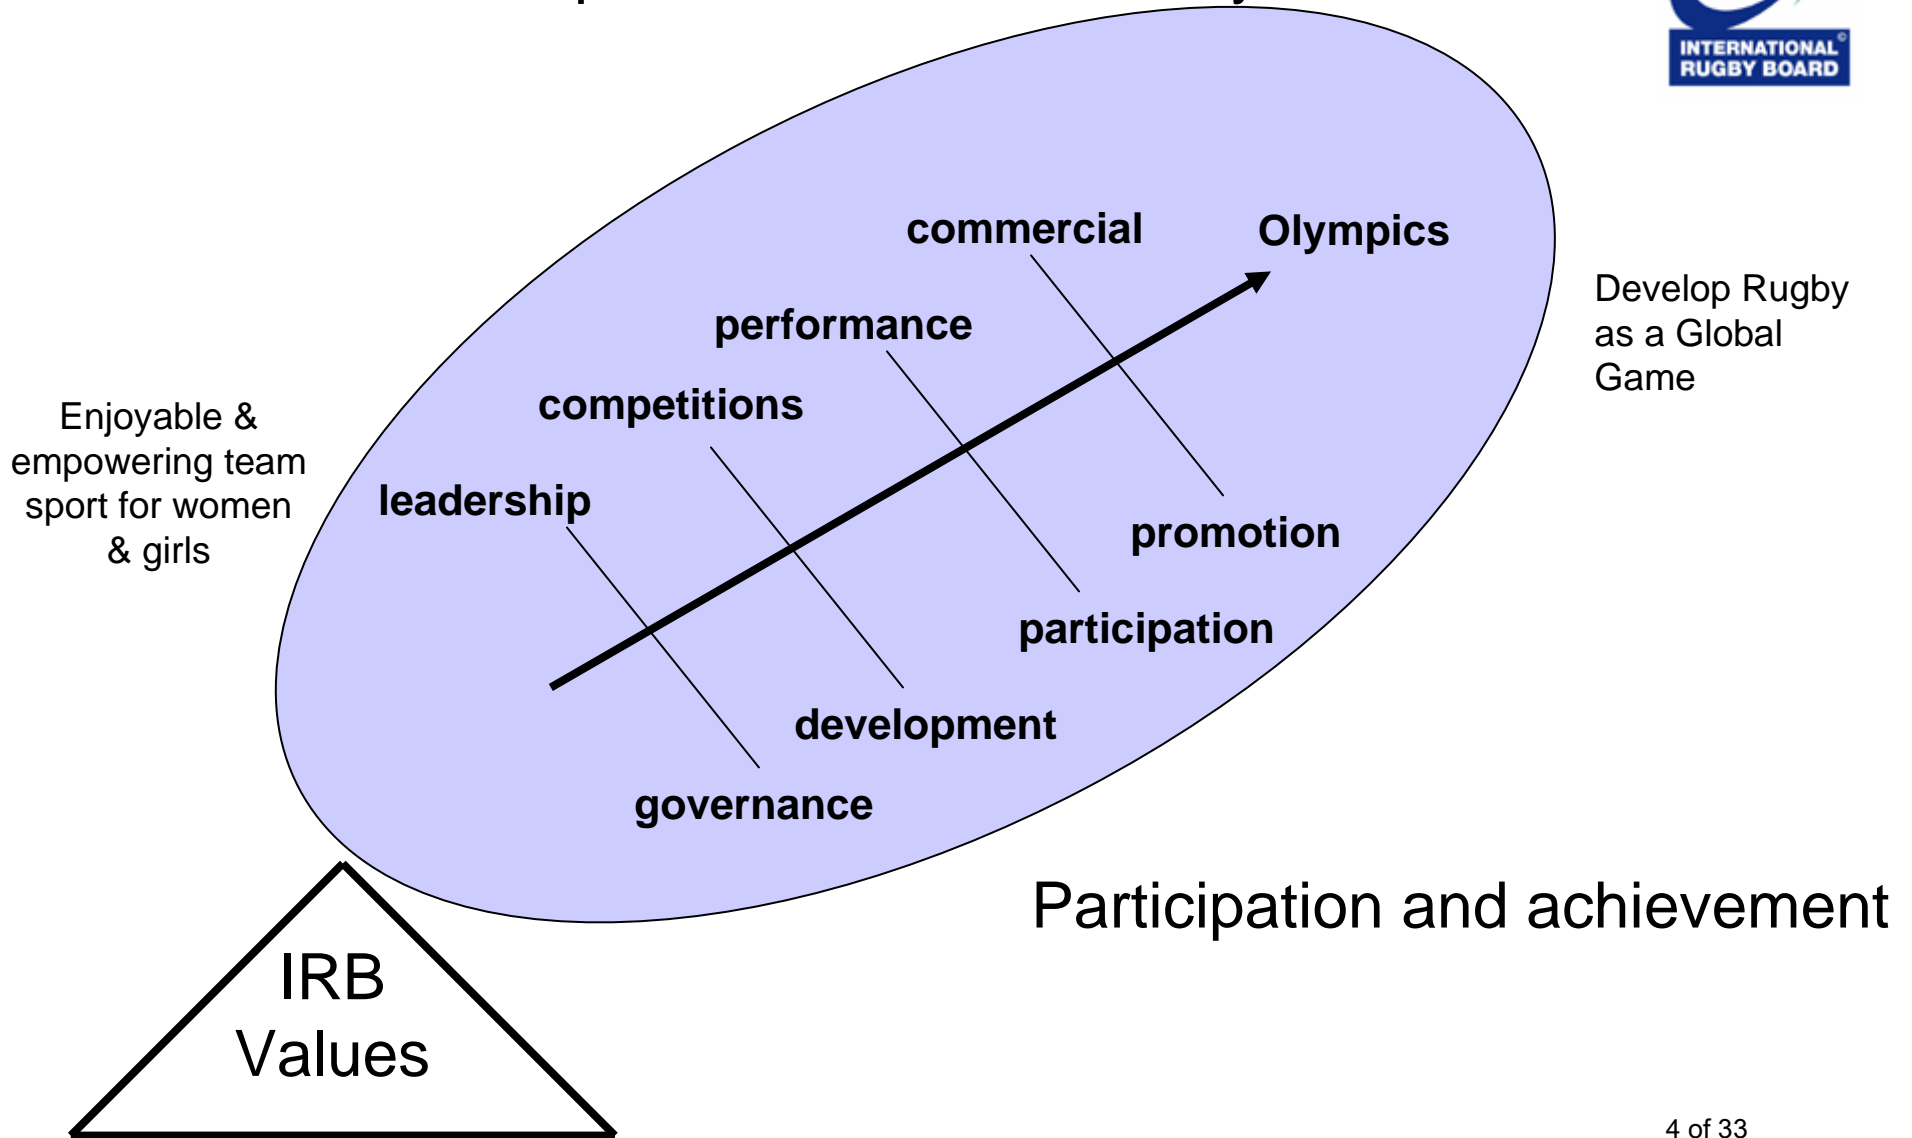 INTERNATIONAL©
RUGBY BOARD
commercial
Olympics
performance
Develop Rugby
as a Global
Game
competitions
Enjoyable &
empowering team
sport for women
& girls
leadership
promotion
participation
development
governance
Participation and achievement
IRB
Values
4 of 33